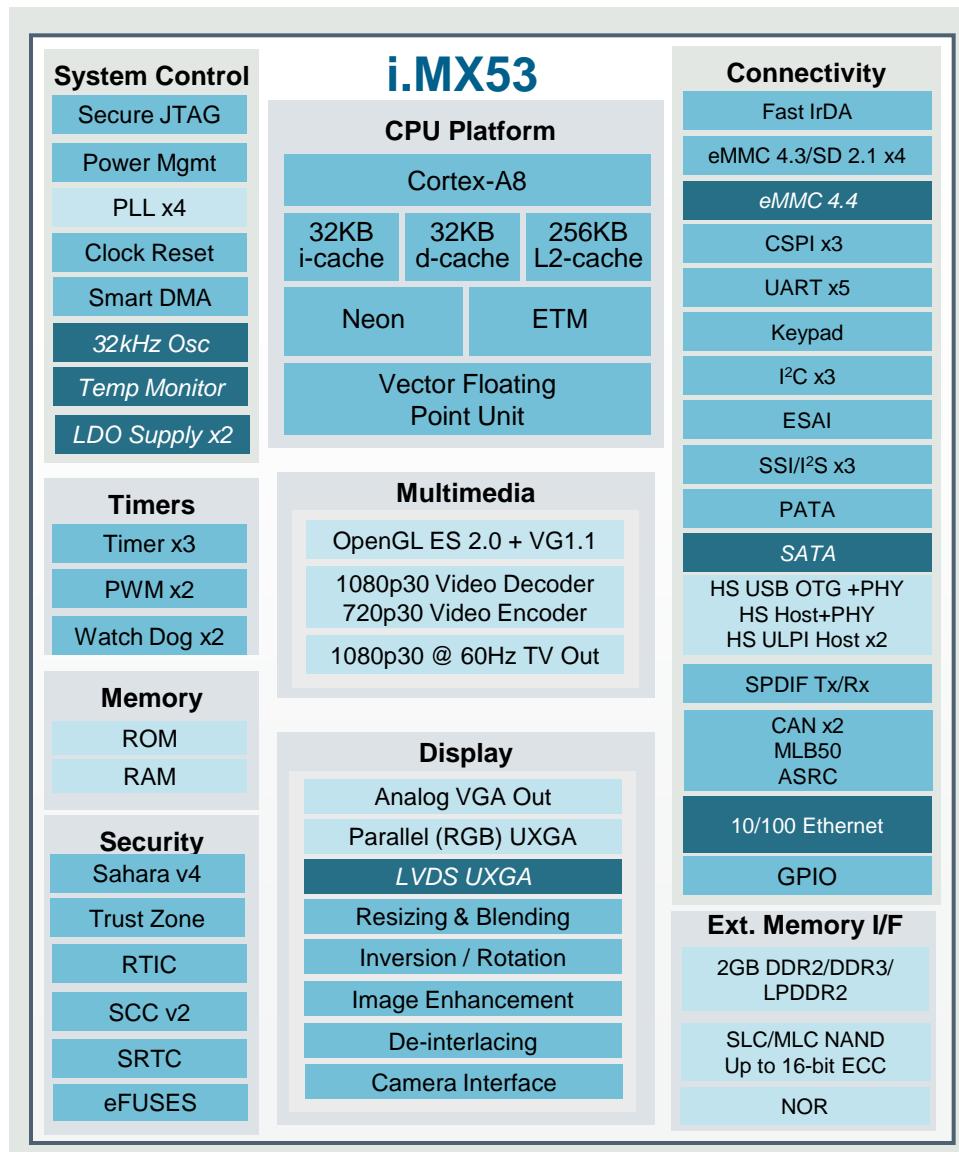 i.MX53
System Control
Secure JTAG
Power Mgmt
PLL x4
Clock Reset
Smart DMA
32kHz Osc
Temp Monitor
LDO Supply x2
Timers
Timer x3
PWM x2
Watch Dog x2
Memory
ROM
RAM
Security
Sahara v4
Trust Zone
RTIC
SCC v2
SRTC
eFUSES
CPU Platform
Cortex-A8
32KB
i-cache
32KB
d-cache
256KB
L2-cache
Neon
ETM
Vector Floating
Point Unit
Multimedia
OpenGL ES 2.0 + VG1.1
1080p30 Video Decoder
720p30 Video Encoder
1080p30 @ 60Hz TV Out
Display
Analog VGA Out
Parallel (RGB) UXGA
LVDS UXGA
Resizing & Blending
Inversion / Rotation
Image Enhancement
De-interlacing
Camera Interface
Connectivity
Fast IrDA
eMMC 4.3/SD 2.1 x4
eMMC 4.4
CSPI x3
UART x5
Keypad
I²C x3
ESAI
SSI/I²S x3
PATA
SATA
HS USB OTG +PHY
HS Host+PHY
HS ULPI Host x2
SPDIF Tx/Rx
CAN x2
MLB50
ASRC
10/100 Ethernet
GPIO
Ext. Memory I/F
2GB DDR2/DDR3/
LPDDR2
SLC/MLC NAND
Up to 16-bit ECC
NOR